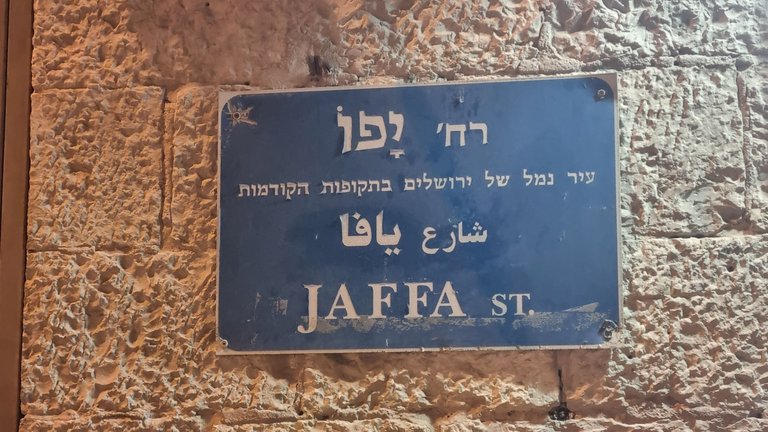 רח' יָפוֹ
עיר נמל של ירושלים בתקופות הקודמות
شارع يافا
JAFFA ST.